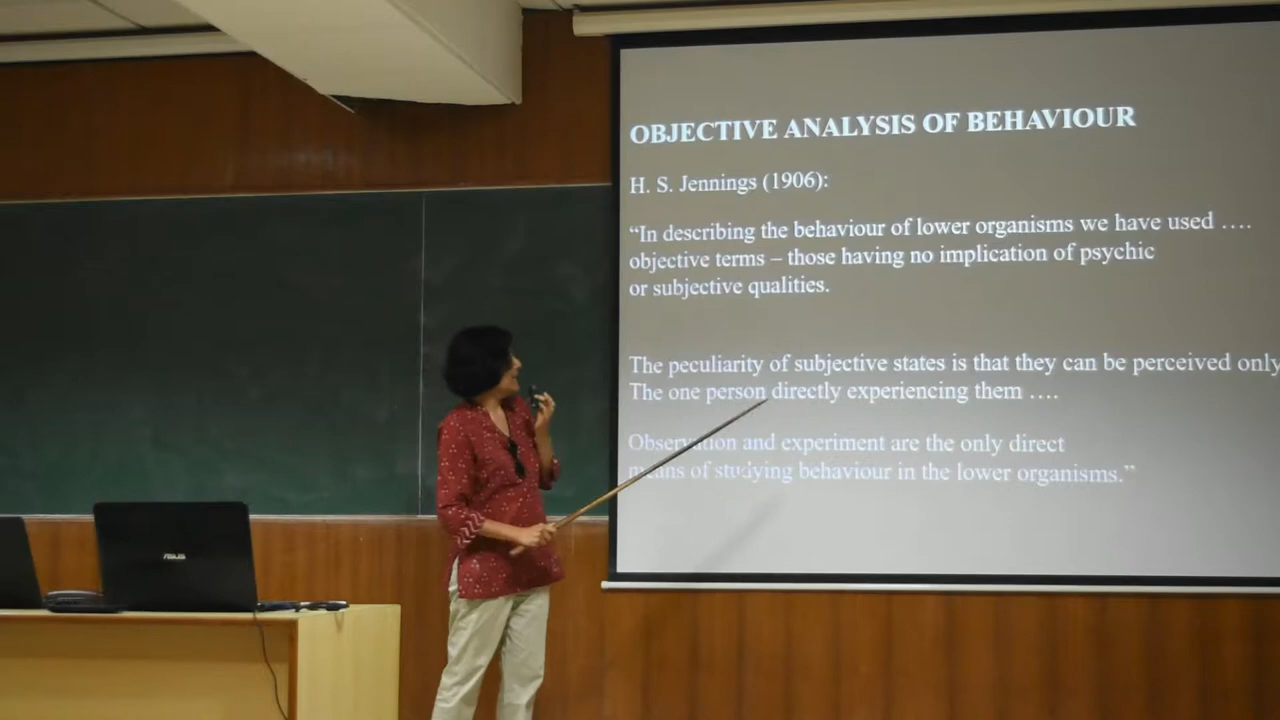 OBJECTIVE ANALYSIS OF BEHAVIOUR
H. S. Jennings (1906):
“In describing the behaviour of lower organisms we have used ….
objective terms – those having no implication of psychic
or subjective qualities.
The peculiarity of subjective states is that they can be perceived only
The one person directly experiencing them ….
Observation and experiment are the only direct
means of studying behaviour in the lower organisms.”
ASUS